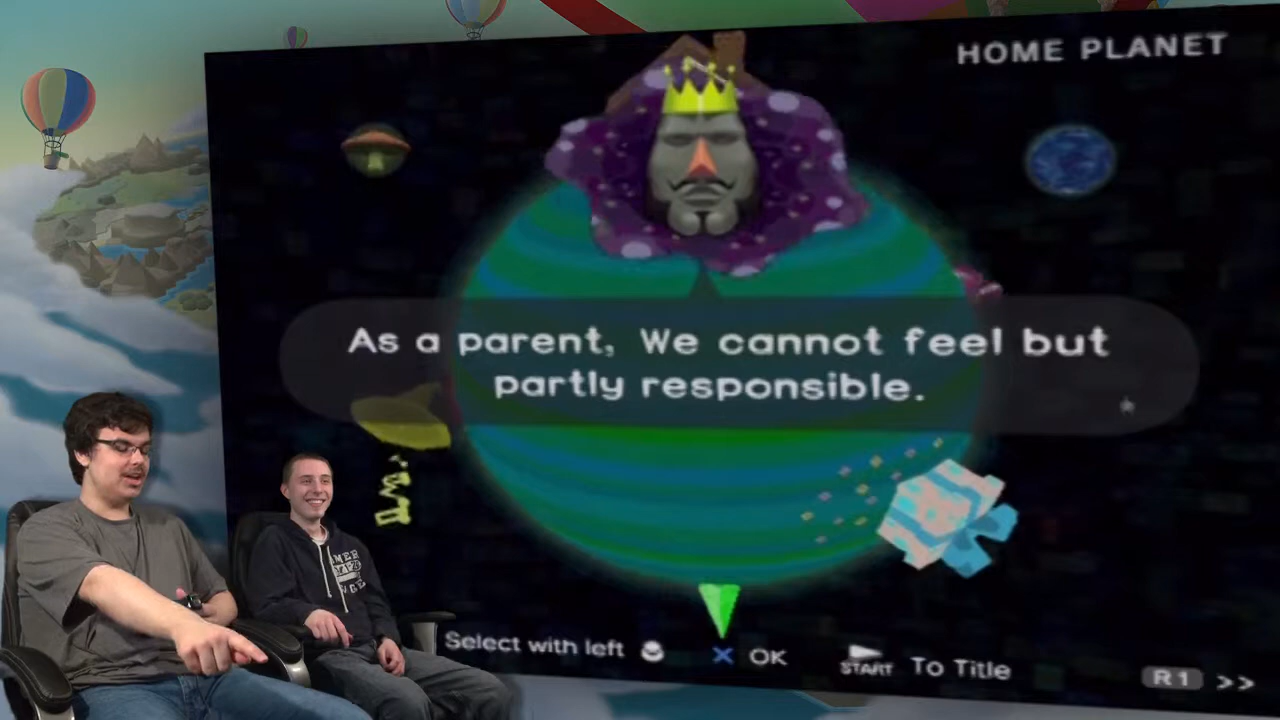 HOME PLANET
As a parent, We cannot feel but
partly responsible.
Select with left
OK
START To Title
R1 >>